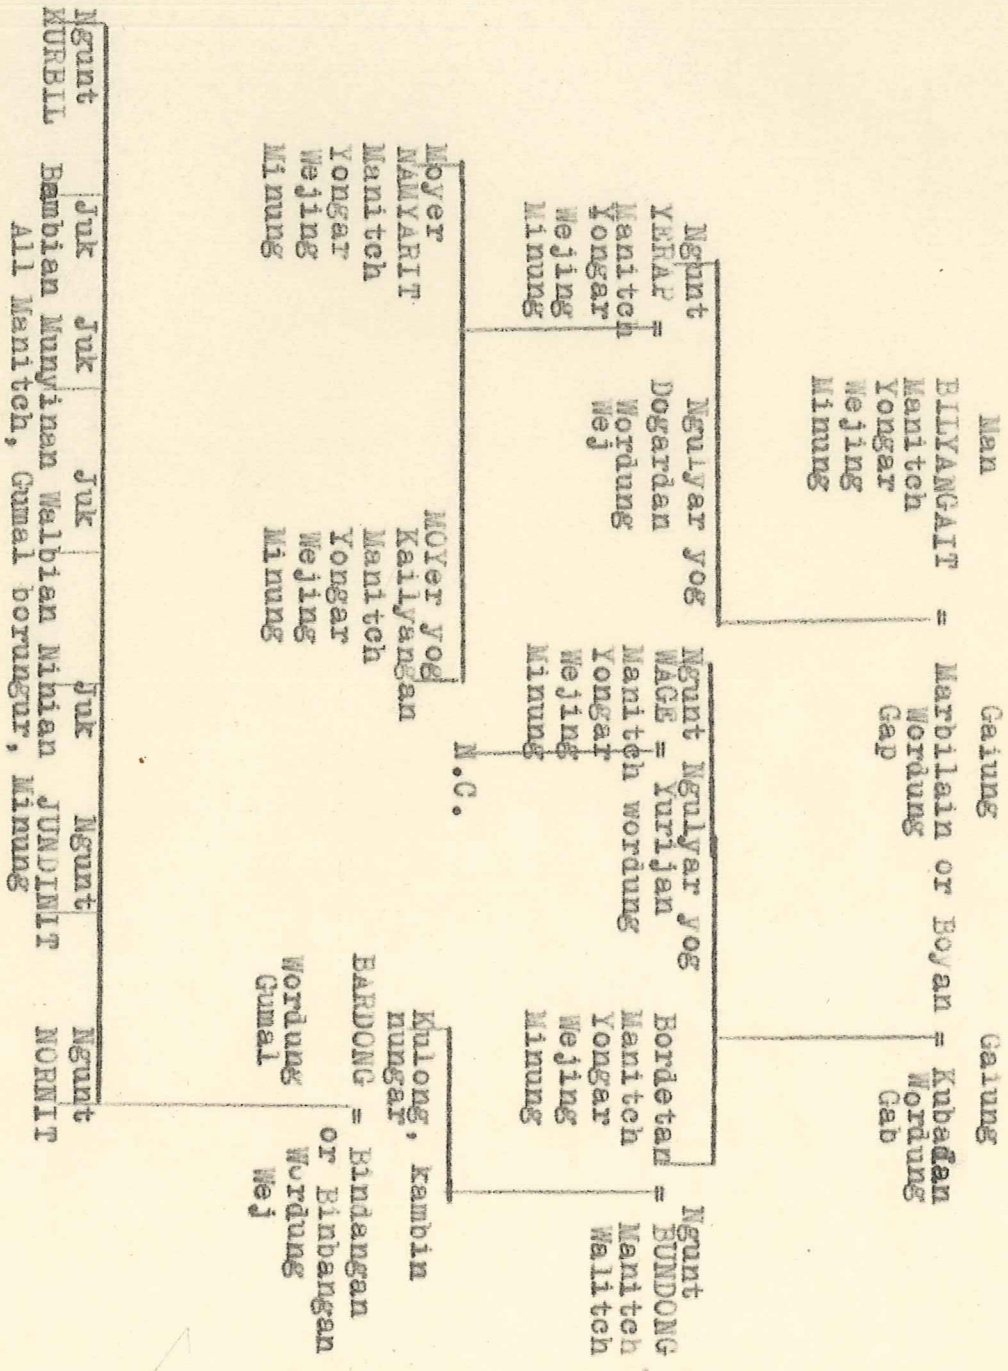 Nan
BILYANGAIT =
Manitch
Yongar
Wejing
Minung
Gaiung
Marbilain or Boyan =
Wordung
Gap
Gaiung
Kubadan
Wordung
Gab
Ngunt
YERAP =
Manitch
Yongar
Wejing
Minung
Ngulyar yog
Dogardan
Wordung
Wej
Ngunt Ngulyar yog
WAGE = Yurijan
Manitch wordung
Yongar
Wejing
Minung
Bordetan =
Manitch
Yongar
Wejing
Minung
Ngunt
BUNDONG
Manitch
Walitch
Moyer
NAMYARIT
Manitch
Yongar
Wejing
Minung
MOYer yog
Kailyangan
Manitch
Yongar
Wejing
Minung
N.C.
Kulong, kambin
nungar
BARDONG = Bindangan
or Binbangan
Wordung Wordung
Gumal Wej
Ngunt Juk Juk Juk Juk Ngunt Ngunt
KURBIL Bambian Munyinan Walbian Ninian JUNDINIT NORNIT
All Manitch, Gumal borungur, Minung